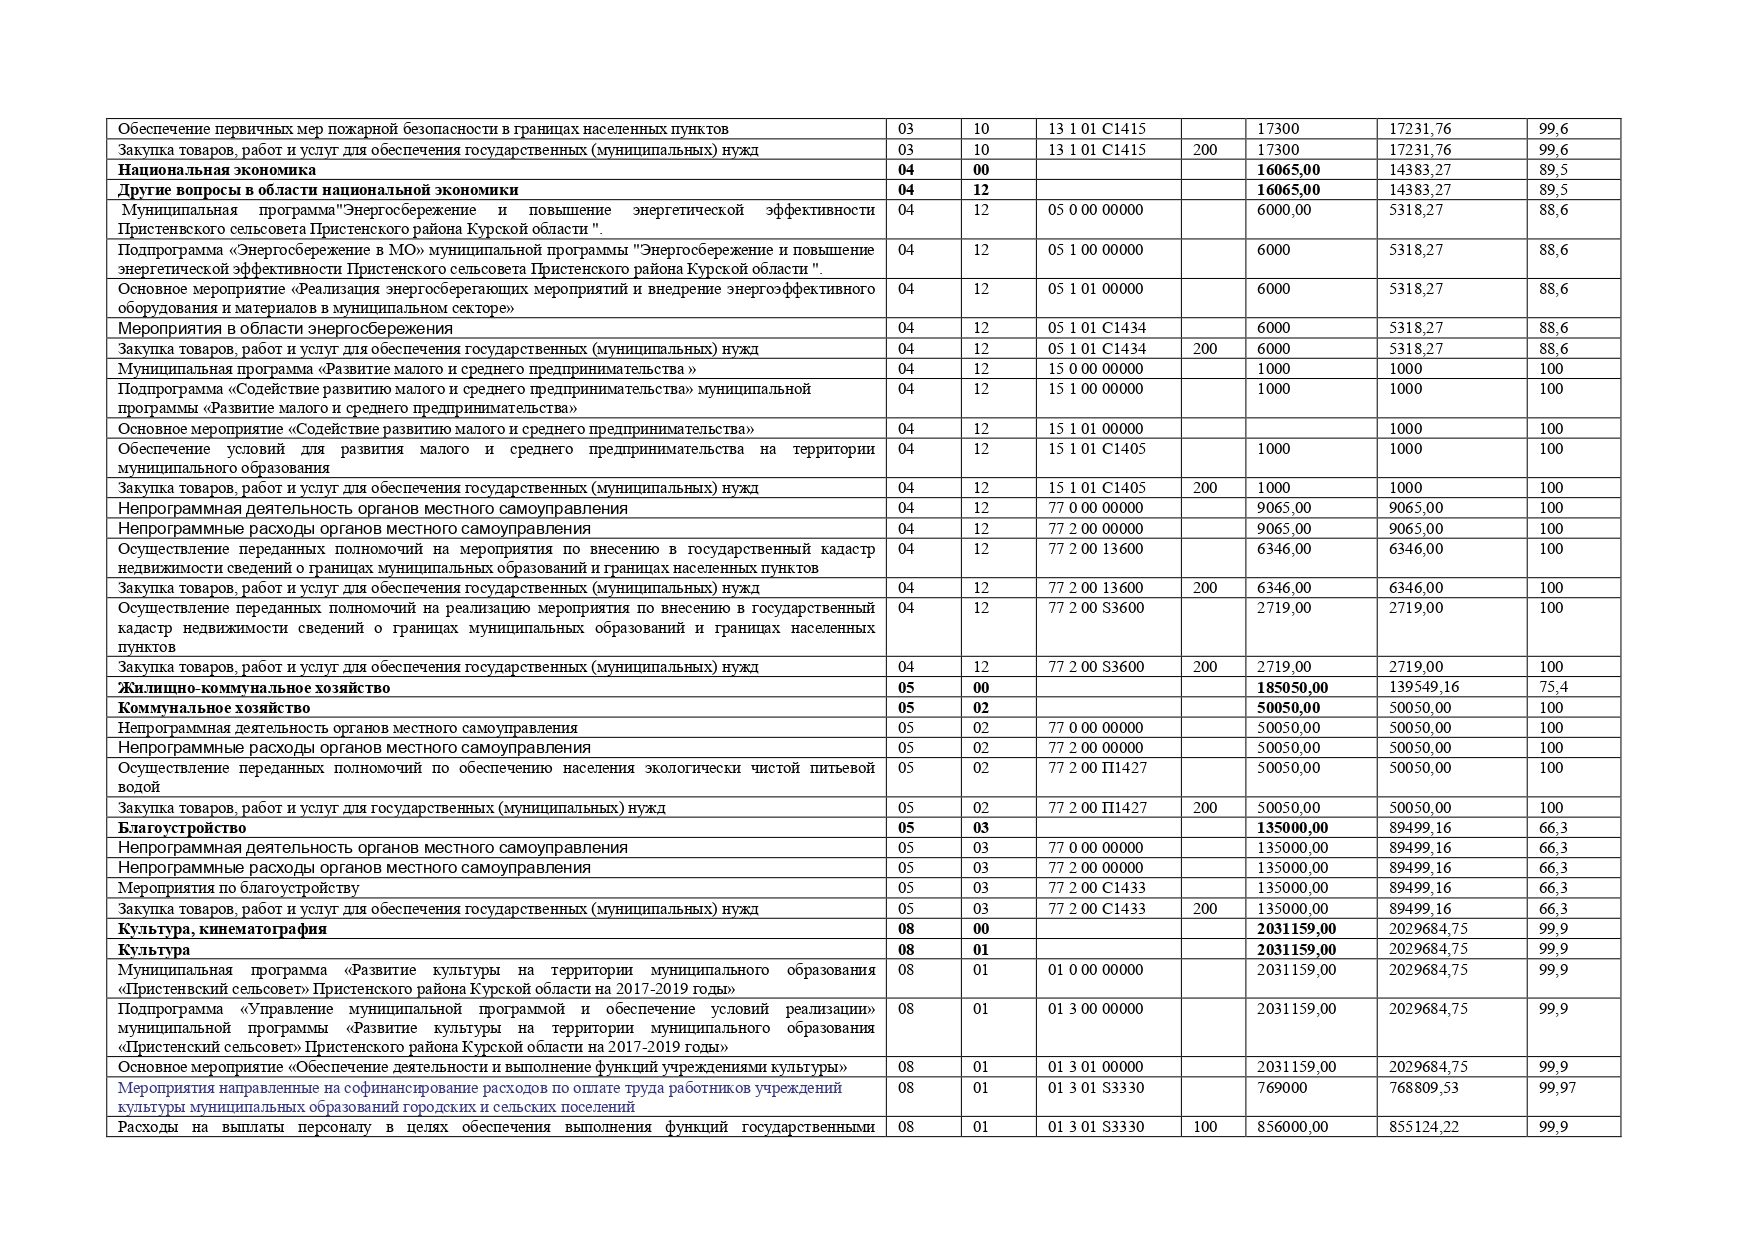 Обеспечение первичных мер пожарной безопасности в границах населенных пунктов 03 10 13 1 01 С1415 17300 17231,76 99,6
Закупка товаров, работ и услуг для обеспечения государственных (муниципальных) нужд 03 10 13 1 01 С1415 200 17300 17231,76 99,6
Национальная экономика 04 00 16065,00 14383,27 89,5
Другие вопросы в области национальной экономики 04 12 16065,00 14383,27 89,5
Муниципальная программа"Энергосбережение и повышение энергетической эффективности 04 12 05 0 00 00000 6000,00 5318,27 88,6
Пристенвского сельсовета Пристенского района Курской области ".
Подпрограмма «Энергосбережение в МО» муниципальной программы "Энергосбережение и повышение 04 12 05 1 00 00000 6000 5318,27 88,6
энергетической эффективности Пристенского сельсовета Пристенского района Курской области ".
Основное мероприятие «Реализация энергосберегающих мероприятий и внедрение энергоэффективного 04 12 05 1 01 00000 6000 5318,27 88,6
оборудования и материалов в муниципальном секторе»
Мероприятия в области энергосбережения 04 12 05 1 01 С1434 6000 5318,27 88,6
Закупка товаров, работ и услуг для обеспечения государственных (муниципальных) нужд 04 12 05 1 01 С1434 200 6000 5318,27 88,6
Муниципальная программа «Развитие малого и среднего предпринимательства » 04 12 15 0 00 00000 1000 1000 100
Подпрограмма «Содействие развитию малого и среднего предпринимательства» муниципальной 04 12 15 1 00 00000 1000 1000 100
программы «Развитие малого и среднего предпринимательства»
Основное мероприятие «Содействие развитию малого и среднего предпринимательства» 04 12 15 1 01 00000 1000 100
Обеспечение условий для развития малого и среднего предпринимательства на территории 04 12 15 1 01 С1405 1000 1000 100
муниципального образования
Закупка товаров, работ и услуг для обеспечения государственных (муниципальных) нужд 04 12 15 1 01 С1405 200 1000 1000 100
Непрограммная деятельность органов местного самоуправления 04 12 77 0 00 00000 9065,00 9065,00 100
Непрограммные расходы органов местного самоуправления 04 12 77 2 00 00000 9065,00 9065,00 100
Осуществление переданных полномочий на мероприятия по внесению в государственный кадастр 04 12 77 2 00 13600 6346,00 6346,00 100
недвижимости сведений о границах муниципальных образований и границах населенных пунктов
Закупка товаров, работ и услуг для обеспечения государственных (муниципальных) нужд 04 12 77 2 00 13600 200 6346,00 6346,00 100
Осуществление переданных полномочий на реализацию мероприятия по внесению в государственный 04 12 77 2 00 S3600 2719,00 2719,00 100
кадастр недвижимости сведений о границах муниципальных образований и границах населенных
пунктов
Закупка товаров, работ и услуг для обеспечения государственных (муниципальных) нужд 04 12 77 2 00 S3600 200 2719,00 2719,00 100
Жилищно-коммунальное хозяйство 05 00 185050,00 139549,16 75,4
Коммунальное хозяйство 05 02 50050,00 50050,00 100
Непрограммная деятельность органов местного самоуправления 05 02 77 0 00 00000 50050,00 50050,00 100
Непрограммные расходы органов местного самоуправления 05 02 77 2 00 00000 50050,00 50050,00 100
Осуществление переданных полномочий по обеспечению населения экологически чистой питьевой 05 02 77 2 00 П1427 50050,00 50050,00 100
водой
Закупка товаров, работ и услуг для государственных (муниципальных) нужд 05 02 77 2 00 П1427 200 50050,00 50050,00 100
Благоустройство 05 03 135000,00 89499,16 66,3
Непрограммная деятельность органов местного самоуправления 05 03 77 0 00 00000 135000,00 89499,16 66,3
Непрограммные расходы органов местного самоуправления 05 03 77 2 00 00000 135000,00 89499,16 66,3
Мероприятия по благоустройству 05 03 77 2 00 С1433 135000,00 89499,16 66,3
Закупка товаров, работ и услуг для обеспечения государственных (муниципальных) нужд 05 03 77 2 00 С1433 200 135000,00 89499,16 66,3
Культура, кинематография 08 00 2031159,00 2029684,75 99,9
Культура 08 01 2031159,00 2029684,75 99,9
Муниципальная программа «Развитие культуры на территории муниципального образования 08 01 01 0 00 00000 2031159,00 2029684,75 99,9
«Пристенвский сельсовет» Пристенского района Курской области на 2017-2019 годы»
Подпрограмма «Управление муниципальной программой и обеспечение условий реализации» 08 01 01 3 00 00000 2031159,00 2029684,75 99,9
муниципальной программы «Развитие культуры на территории муниципального образования
«Пристенский сельсовет» Пристенского района Курской области на 2017-2019 годы»
Основное мероприятие «Обеспечение деятельности и выполнение функций учреждениями культуры» 08 01 01 3 01 00000 2031159,00 2029684,75 99,9
Мероприятия направленные на софинансирование расходов по оплате труда работников учреждений 08 01 01 3 01 S3330 769000 768809,53 99,97
культуры муниципальных образований городских и сельских поселений
Расходы на выплаты персоналу в целях обеспечения выполнения функций государственными 08 01 01 3 01 S3330 100 856000,00 855124,22 99,9